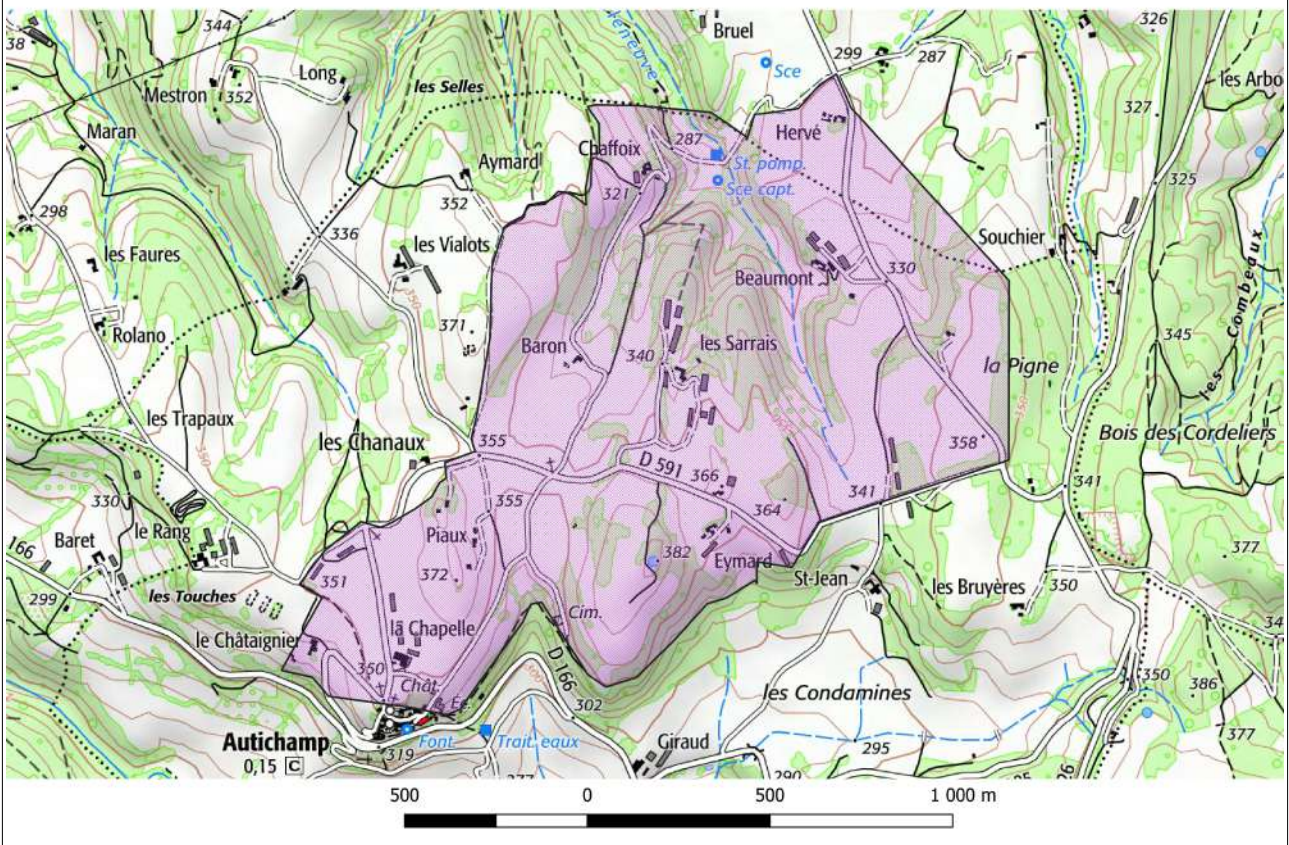 344
38
Long
Mestron
352
les Selles
Bruel
Sce
299
287
326
les Arbo
327
Maran
Aymard
Chaffoix
287
Hervé
St. pomp.
Sce capt.
321
325
298
352
336
les Faures
les Vialots
350
Souchier
Beaumont
330
les Combeaux
Rolano
371
Baron
340
les Sarrais
345
la Pigne
350
les Trapaux
350
les Chanaux
355
D 591
366
358
Bois des Cordeliers
330
le Rang
355
341
341
364
Baret
166
Piaux
382
Eymard
377
351
372
St-Jean
les Bruyères
350
299
les Touches
Cim.
le Châtaignier
la Chapelle
350
Chât.
D 166
302
les Condamines
350
386
Autichamp
0,15 C
Font.
319
Trait. eaux
Giraud
295
290
377
500 0 500 1 000 m